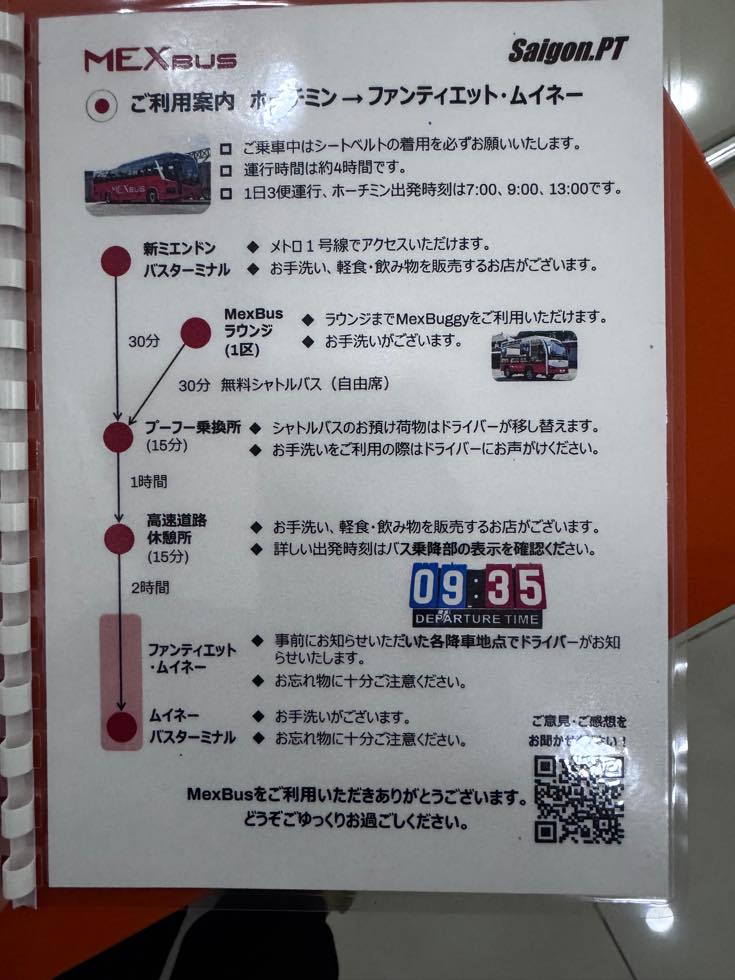 MEXBUS
Saigon.PT
ご利用案内 ホーチミン→ファンティエット・ムイネー
ご乗車中はシートベルトの着用を必ずお願いいたします。
運行時間は約4時間です。
1日3便運行、ホーチミン出発時刻は7:00、9:00、13:00です。
MEXBUS
新ミエンドン
バスターミナル
◆ メトロ1号線でアクセスいただけます。
◆ お手洗い、軽食・飲み物を販売するお店がございます。
30分
MexBus
ラウンジ
(1区)
◆ ラウンジまでMexBuggyをご利用いただけます。
◆ お手洗いがございます。
30分 無料シャトルバス（自由席）
プーフー乗換所
(15分)
◆ シャトルバスのお預け荷物はドライバーが移し替えます。
◆ お手洗いをご利用の際はドライバーにお声がけください。
1時間
高速道路
休憩所
(15分)
◆ お手洗い、軽食・飲み物を販売するお店がございます。
◆ 詳しい出発時刻はバス乗降部の表示を確認ください。
09:35
DEPARTURE TIME
2時間
ファンティエット
・ムイネー
◆ 事前にお知らせいただいた各降車地点でドライバーがお知
らせいたします。
◆ お忘れ物に十分ご注意ください。
ムイネー
バスターミナル
◆ お手洗いがございます。
◆ お忘れ物に十分ご注意ください。
ご意見・ご感想を
お聞かせください！
MexBusをご利用いただきありがとうございます。
どうぞごゆっくりお過ごしください。